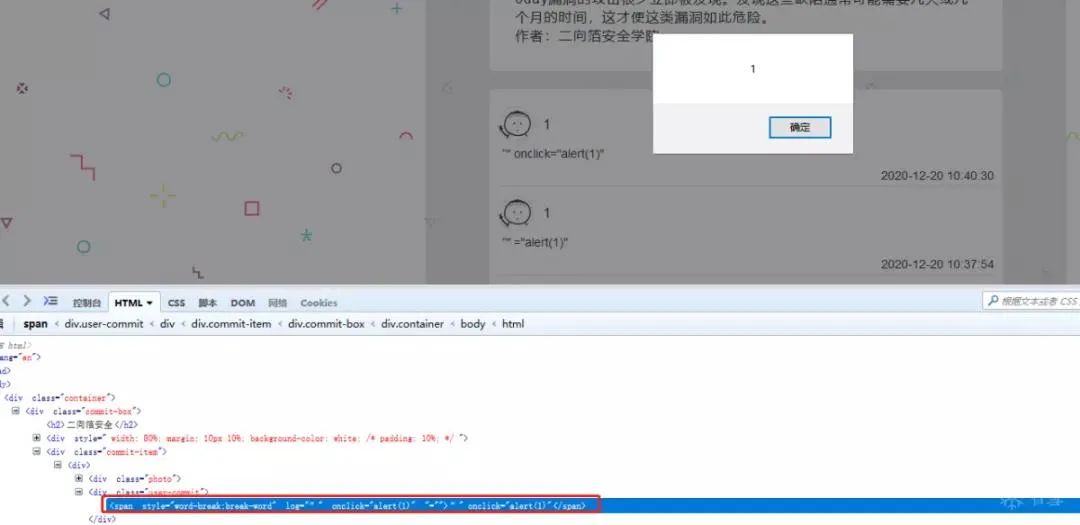 0day漏洞的攻击很少立即被发现。发现这些缺陷通常可能需要几天或几
个月的时间，这才使这类漏洞如此危险。
作者：二向箔安全学院
1
确定
1
"" onclick="alert(1)"
2020-12-20 10:40:30
1
"" ="alert(1)"
2020-12-20 10:37:54
控制台 HTML CSS 脚本 DOM 网络 Cookies
根据文本或者 CSS
span < div.user-commit < div < div.commit-item < div.commit-box < div.container < body < html
html>
ang="en">
ad>
dy>
<div class="container">
<div class="commit-box">
<h2>二向箔安全</h2>
<div style=" width: 80%; margin: 10px 10%; background-color: white; /* padding: 10%; */ ">
<div class="commit-item">
<div>
<div class="photo">
<div class="user-commit">
<span style="word-break:break-word" log="" " onclick="alert(1)" "="">" " onclick="alert(1)"</span>
</div>